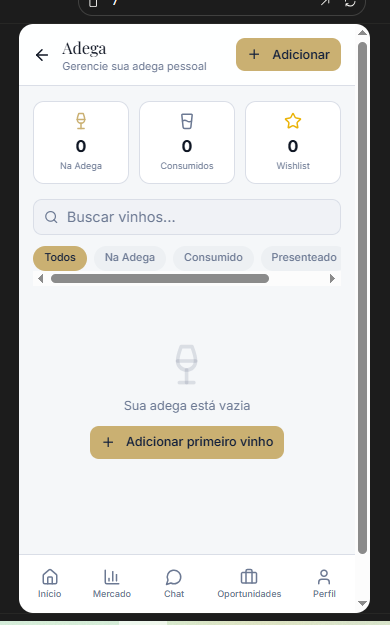 Adega
Gerencie sua adega pessoal
+ Adicionar
0
Na Adega
0
Consumidos
0
Wishlist
Buscar vinhos...
Todos
Na Adega
Consumido
Presenteado
Sua adega está vazia
+ Adicionar primeiro vinho
Início
Mercado
Chat
Oportunidades
Perfil